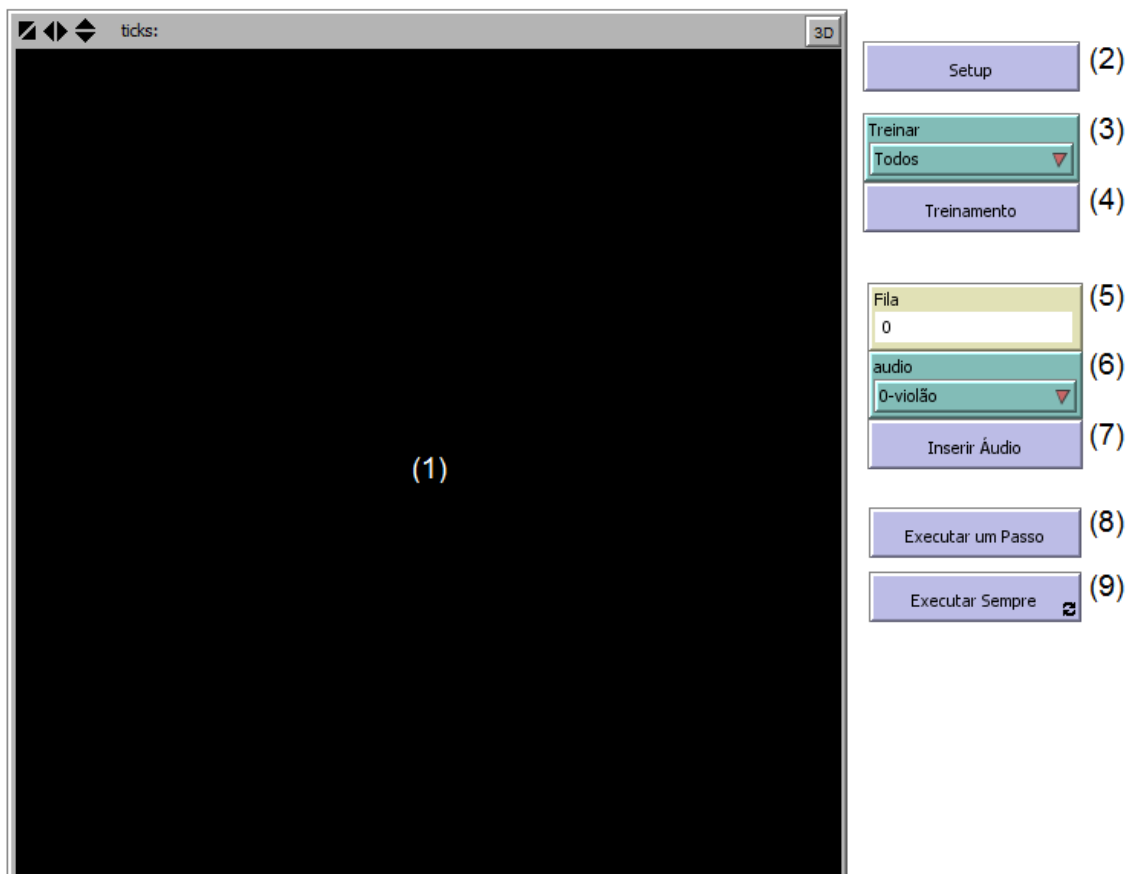 ticks:
3D
Setup
(2)
Treinar
(3)
Todos
Treinamento
(4)
Fila
(5)
0
audio
(6)
0-violão
Inserir Áudio
(7)
(1)
Executar um Passo
(8)
Executar Sempre
(9)